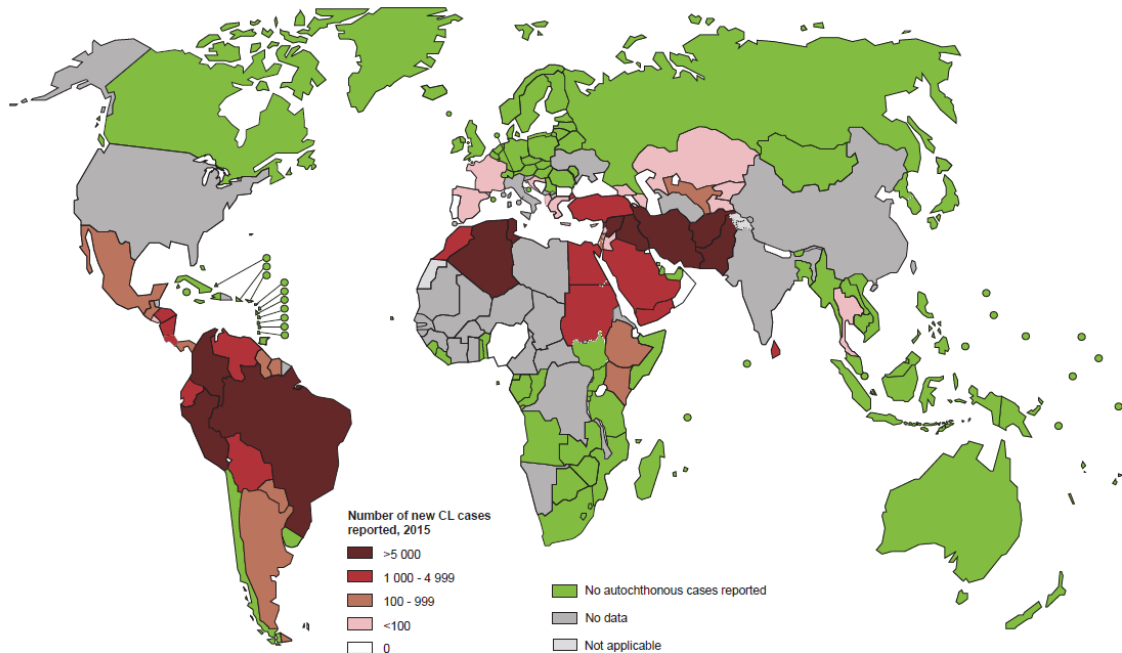 Number of new CL cases
reported, 2015
>5 000
1 000 - 4 999
100 - 999
<100
0
No autochthonous cases reported
No data
Not applicable